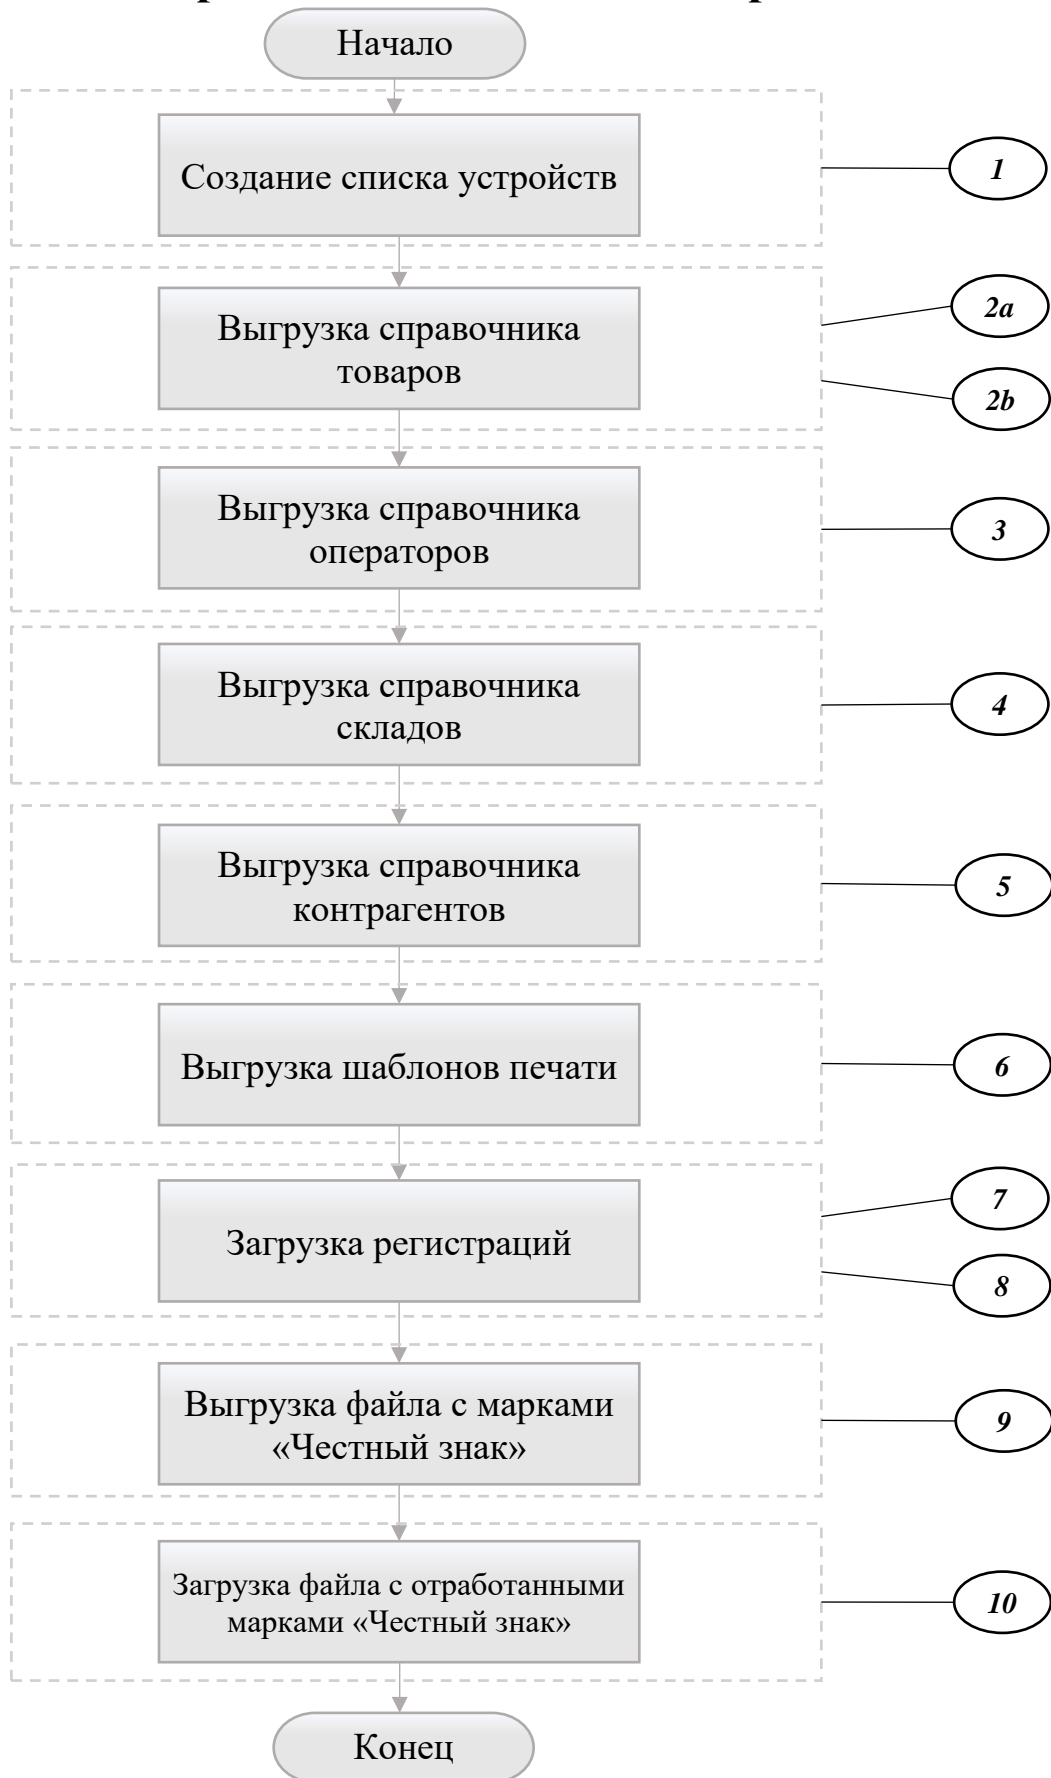 Начало
Создание списка устройств
1
Выгрузка справочника
товаров
2a
2b
Выгрузка справочника
операторов
3
Выгрузка справочника
складов
4
Выгрузка справочника
контрагентов
5
Выгрузка шаблонов печати
6
Загрузка регистраций
7
8
Выгрузка файла с марками
«Честный знак»
9
Загрузка файла с отработанными
марками «Честный знак»
10
Конец